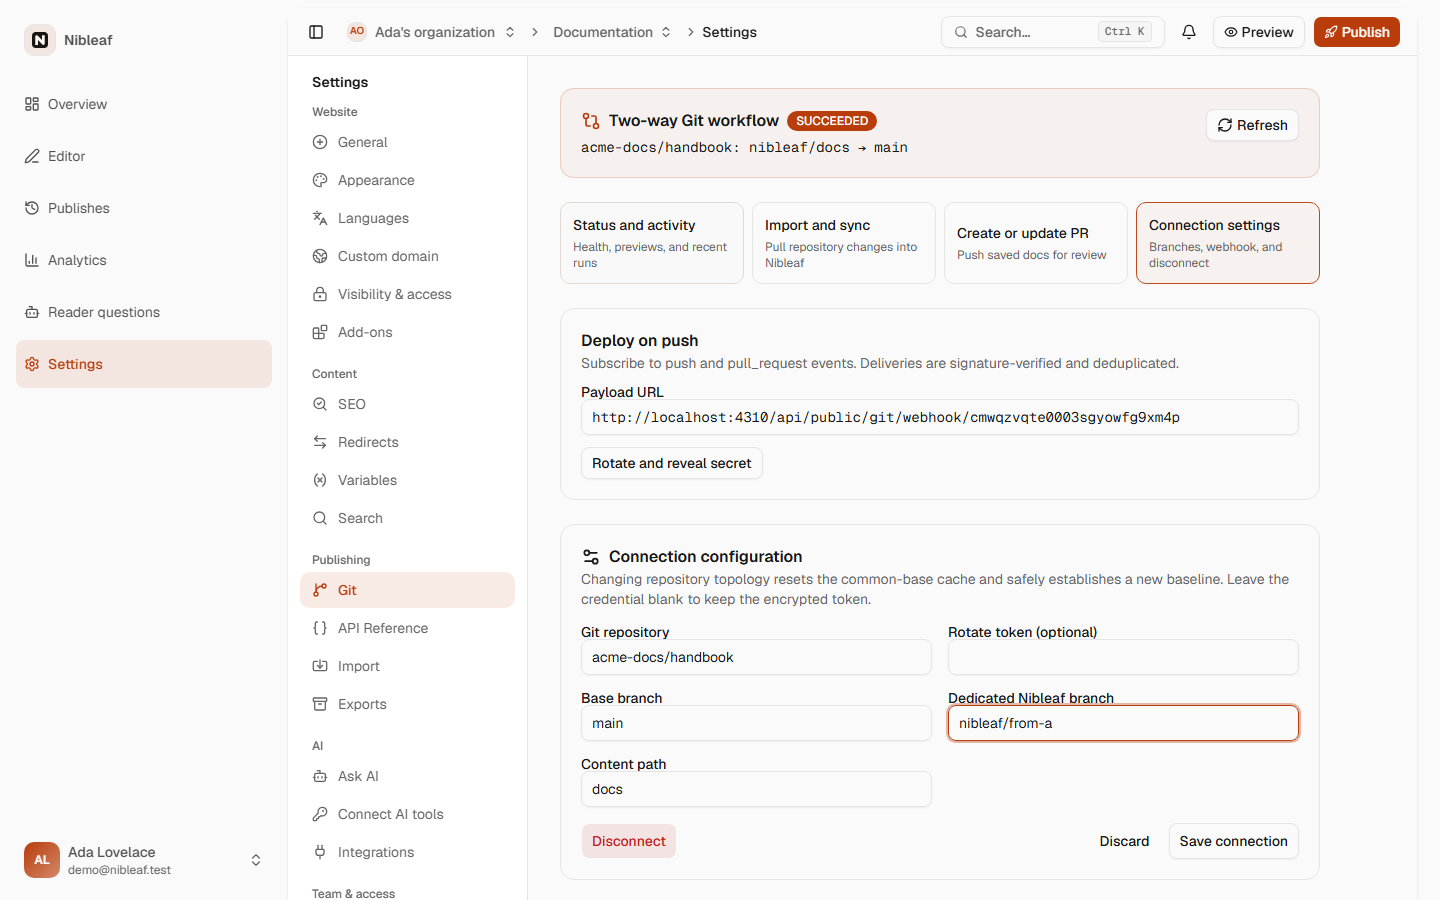 Nibleaf
Overview
Editor
Publishes
Analytics
Reader questions
Settings
AL
Ada Lovelace
demo@nibleaf.test
AO
Ada's organization
Documentation
Settings
Search...
Ctrl K
Preview
Publish
Settings
Website
General
Appearance
Languages
Custom domain
Visibility & access
Add-ons
Content
SEO
Redirects
Variables
Search
Publishing
Git
API Reference
Import
Exports
AI
Ask AI
Connect AI tools
Integrations
Team & access
Two-way Git workflow
SUCCEEDED
acme-docs/handbook: nibleaf/docs → main
Refresh
Status and activity
Health, previews, and recent
runs
Import and sync
Pull repository changes into
Nibleaf
Create or update PR
Push saved docs for review
Connection settings
Branches, webhook, and
disconnect
Deploy on push
Subscribe to push and pull_request events. Deliveries are signature-verified and deduplicated.
Payload URL
http://localhost:4310/api/public/git/webhook/cmwqzvqte0003sgyowfg9xm4p
Rotate and reveal secret
Connection configuration
Changing repository topology resets the common-base cache and safely establishes a new baseline. Leave the
credential blank to keep the encrypted token.
Git repository
acme-docs/handbook
Rotate token (optional)
Base branch
main
Dedicated Nibleaf branch
nibleaf/from-a
Content path
docs
Disconnect
Discard
Save connection